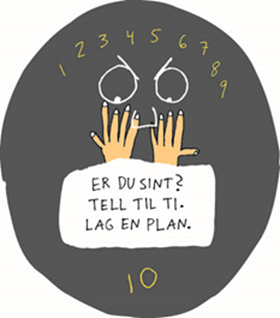 1 2 3 4 5 6 7 8 9
ER DU SINT?
TELL TIL TI.
LAG EN PLAN.
10